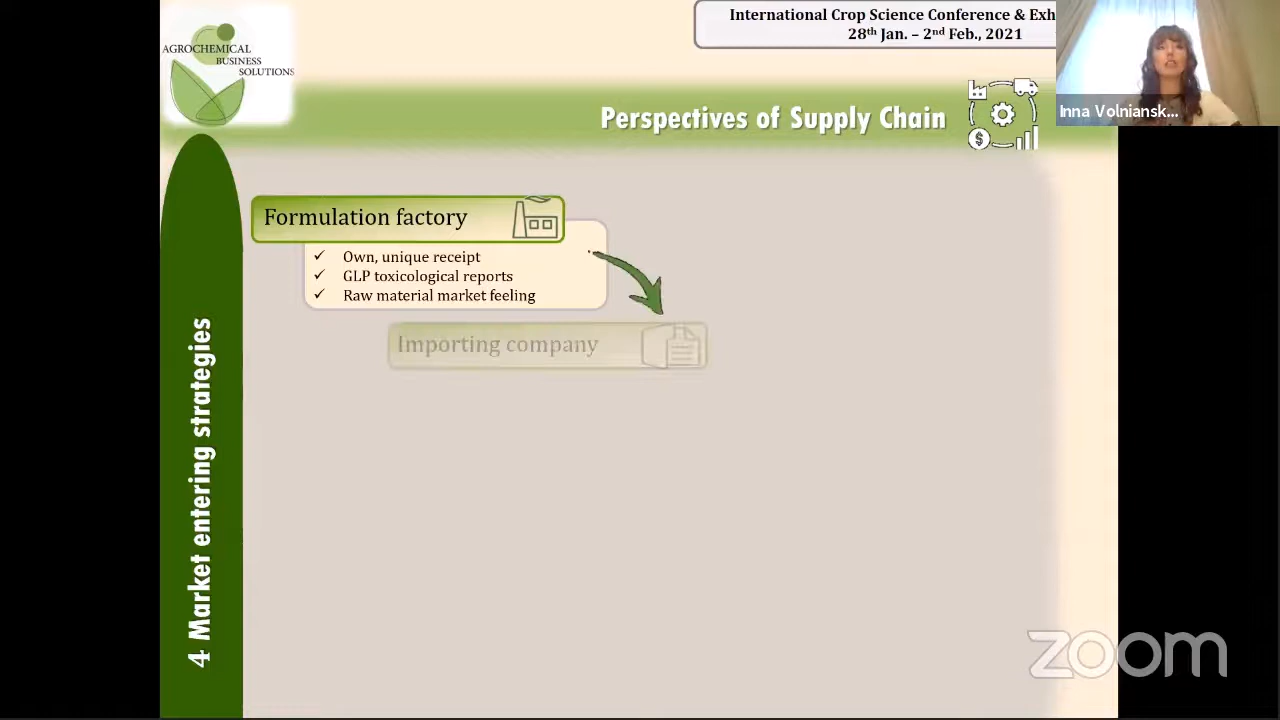 AGROCHEMICAL
BUSINESS
SOLUTIONS
International Crop Science Conference & Exh
28th Jan. – 2nd Feb., 2021
Inna Volniansk...
Perspectives of Supply Chain
$
4 Market entering strategies
Formulation factory
✓ Own, unique receipt
✓ GLP toxicological reports
✓ Raw material market feeling
Importing company
zoom